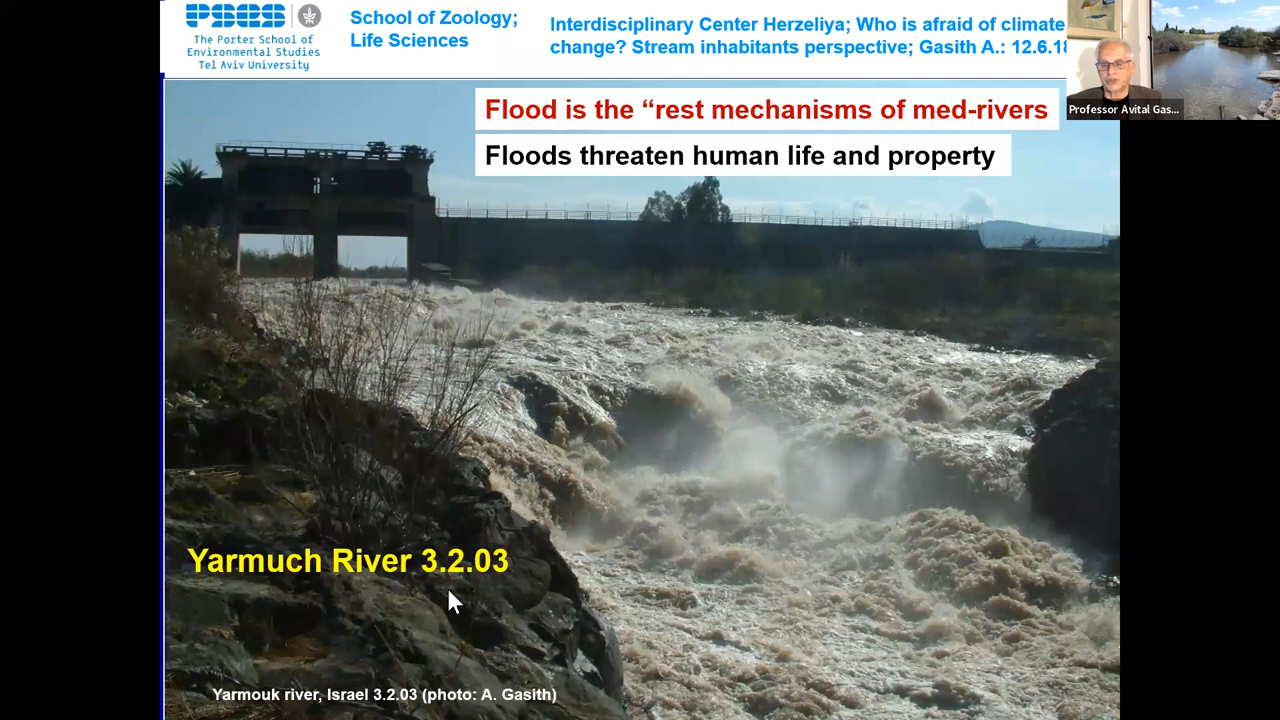 PSES
The Porter School of
Environmental Studies
Tel Aviv University
School of Zoology;
Life Sciences
Interdisciplinary Center Herzeliya; Who is afraid of climate
change? Stream inhabitants perspective; Gasith A.: 12.6.18
Professor Avital Gas...
Flood is the “rest mechanisms of med-rivers
Floods threaten human life and property
Yarmuch River 3.2.03
Yarmouk river, Israel 3.2.03 (photo: A. Gasith)